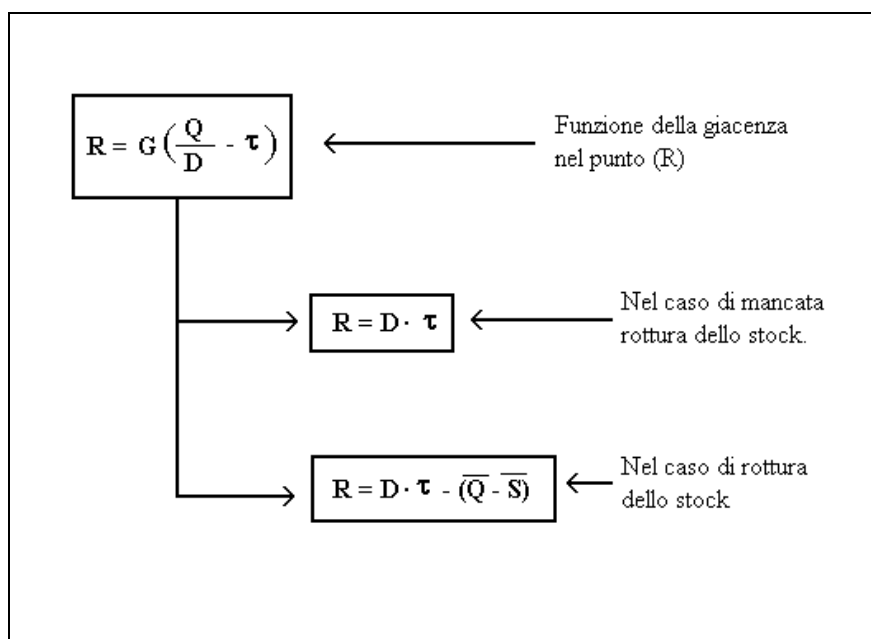 R = G(Q/D - τ)
Funzione della giacenza
nel punto (R)
R = D · τ
Nel caso di mancata
rottura dello stock.
R = D · τ - (Q̅ - S̅)
Nel caso di rottura
dello stock